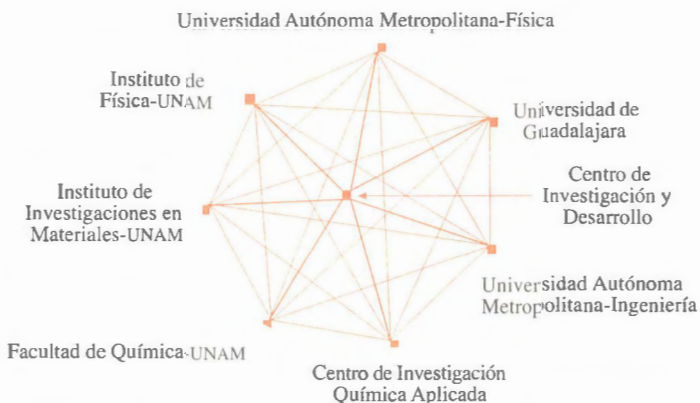 Universidad Autónoma Metropolitana-Física
Instituto de
Física-UNAM
Universidad de
Guadalajara
Centro de
Investigación y
Desarrollo
Instituto de
Investigaciones en
Materiales-UNAM
Universidad Autónoma
Metropolitana-Ingeniería
Facultad de Química-UNAM
Centro de Investigación
Química Aplicada